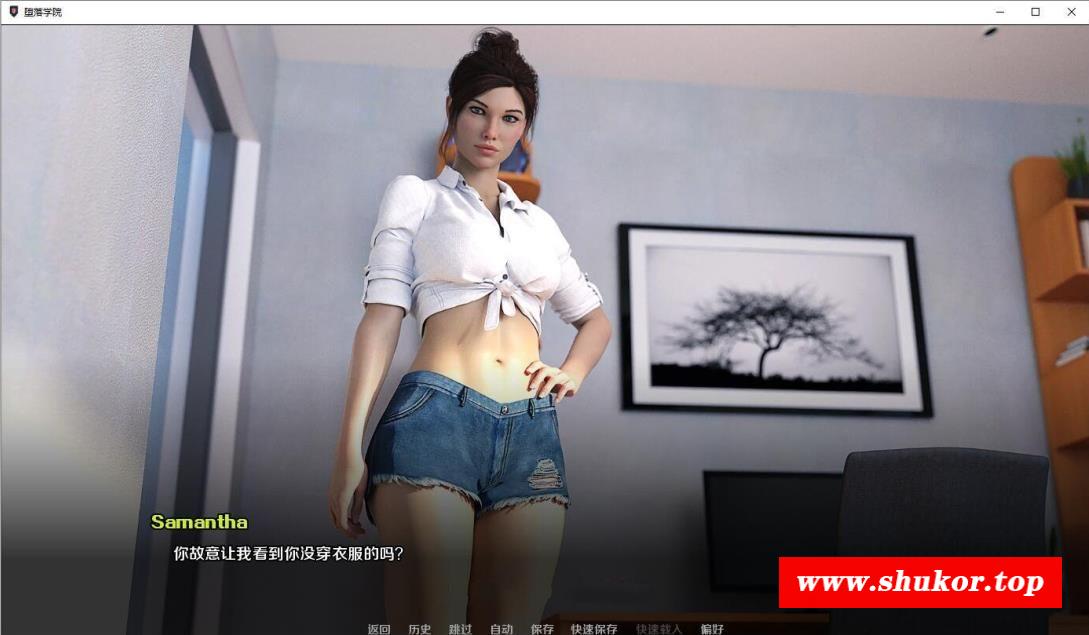 堕落学院
Samantha
你故意让我看到你没穿衣服的吗?
www.shukor.top
返回 历史 跳过 自动 保存 快速保存 快速载入 偏好